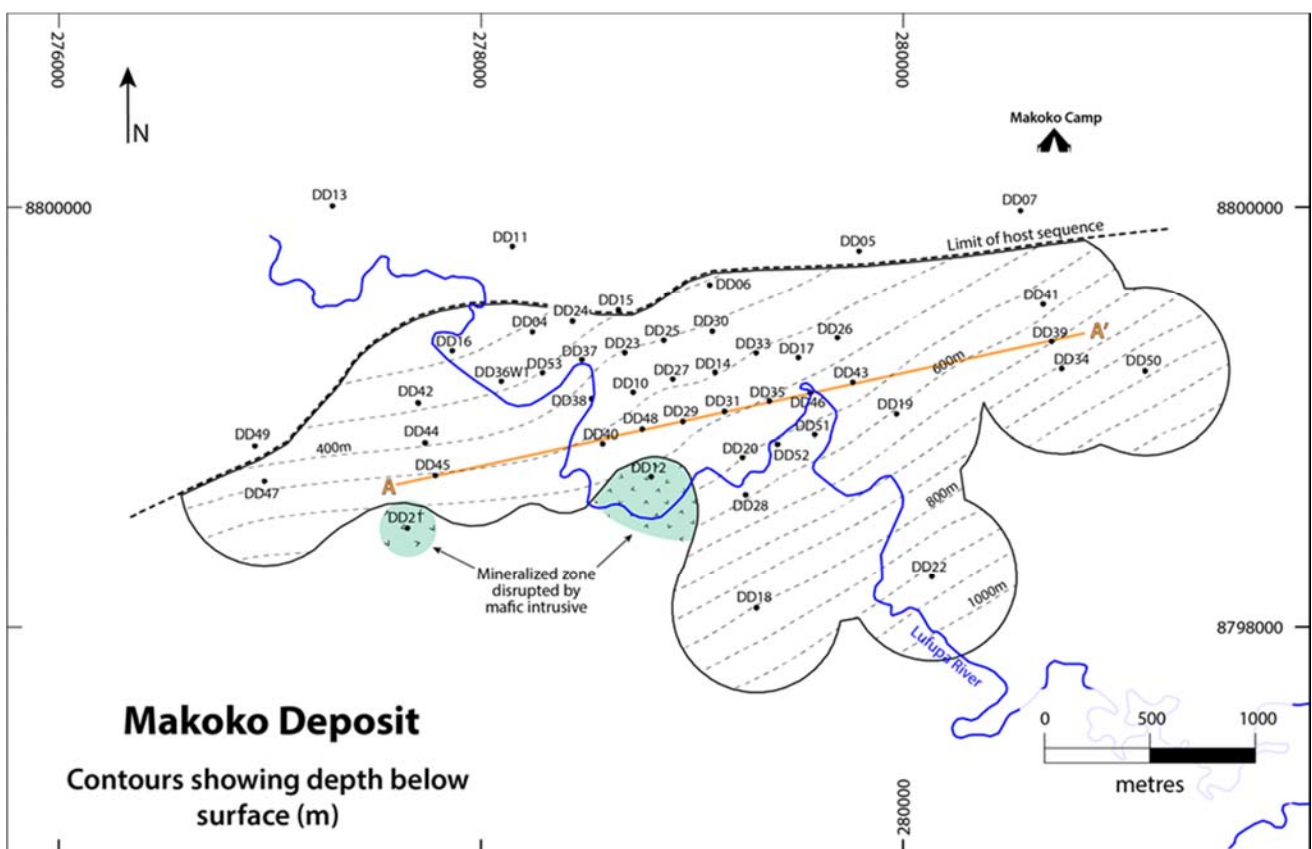 276000
278000
280000
N
Makoko Camp
DD13
DD07
8800000
8800000
DD11
DD05
Limit of host sequence
DD06
DD15
DD24
DD41
DD04
DD30
DD25
DD26
DD39
A'
DD16
DD23
DD33
DD17
DD37
DD53
DD34
DD50
DD36W1
DD27
DD14
600m
DD43
DD10
DD42
DD38
DD35
DD46
DD31
DD19
DD29
DD48
DD51
DD49
400m
DD44
DD40
DD52
DD45
DD20
DD12
DD47
A
DD28
800m
DD21
Mineralized zone
disrupted by
mafic intrusive
DD22
DD18
1000m
8798000
Lufupa River
Makoko Deposit
Contours showing depth below
surface (m)
0 500 1000
metres
280000